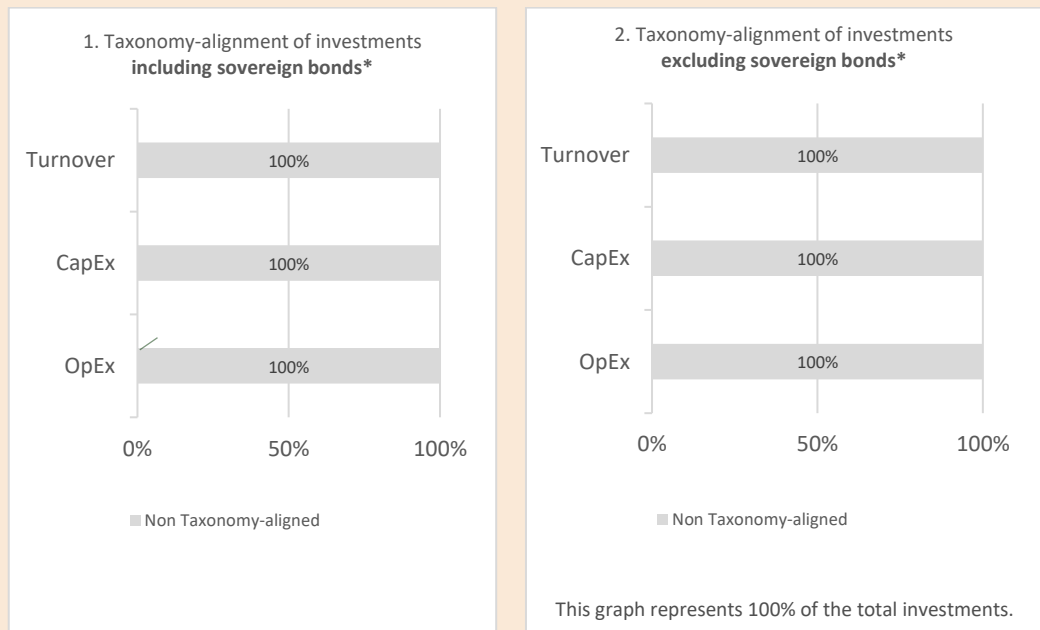 1. Taxonomy-alignment of investments
including sovereign bonds*
Turnover
100%
CapEx
100%
OpEx
100%
0%
50%
100%
Non Taxonomy-aligned
2. Taxonomy-alignment of investments
excluding sovereign bonds*
Turnover
100%
CapEx
100%
OpEx
100%
0%
50%
100%
Non Taxonomy-aligned
This graph represents 100% of the total investments.